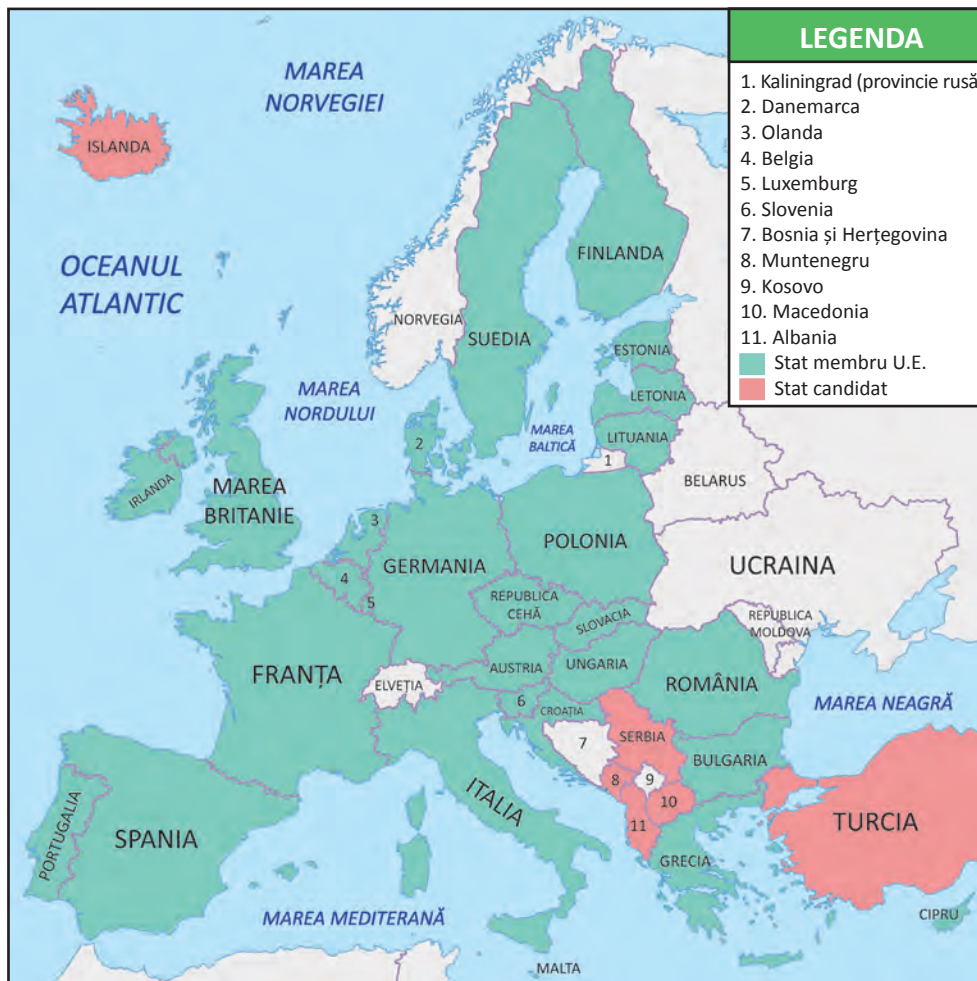 LEGENDA
1. Kaliningrad (provincie rusă
2. Danemarca
3. Olanda
4. Belgia
5. Luxemburg
6. Slovenia
7. Bosnia și Herțegovina
8. Muntenegru
9. Kosovo
10. Macedonia
11. Albania
Stat membru U.E.
Stat candidat
MAREA
NORVEGIEI
ISLANDA
OCEANUL
ATLANTIC
FINLANDA
NORVEGIA
SUEDIA
ESTONIA
MAREA
NORDULUI
LETONIA
MAREA
BALTICĂ
LITUANIA
2
1
IRLANDA
MAREA
BRITANIE
BELARUS
3
GERMANIA
POLONIA
UCRAINA
4
5
REPUBLICA
CEHĂ
SLOVACIA
REPUBLICA
MOLDOVA
FRANȚA
ELVEȚIA
AUSTRIA
UNGARIA
ROMÂNIA
MAREA NEAGRĂ
6
CROAȚIA
7
SERBIA
BULGARIA
8
9
10
11
ITALIA
PORTUGALIA
SPANIA
TURCIA
GRECIA
MAREA MEDITERANĂ
CIPRU
MALTA